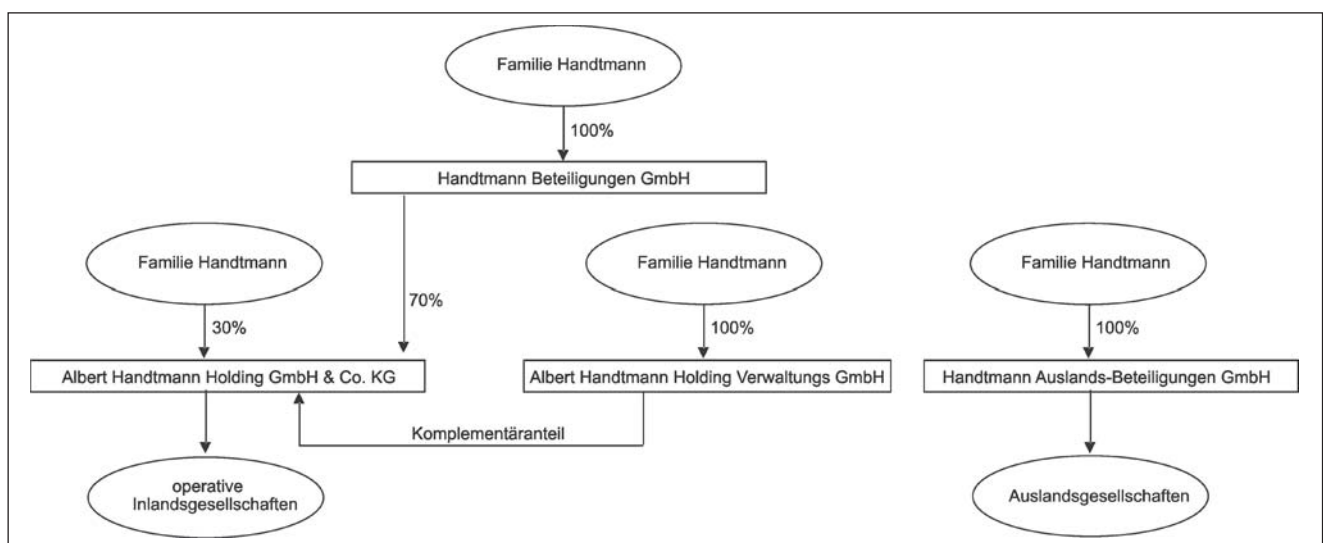 Familie Handtmann
100%
Handtmann Beteiligungen GmbH
Familie Handtmann
Familie Handtmann
Familie Handtmann
70%
30%
100%
100%
Albert Handtmann Holding GmbH & Co. KG
Albert Handtmann Holding Verwaltungs GmbH
Handtmann Auslands-Beteiligungen GmbH
Komplementäranteil
operative
Inlandsgesellschaften
Auslandsgesellschaften